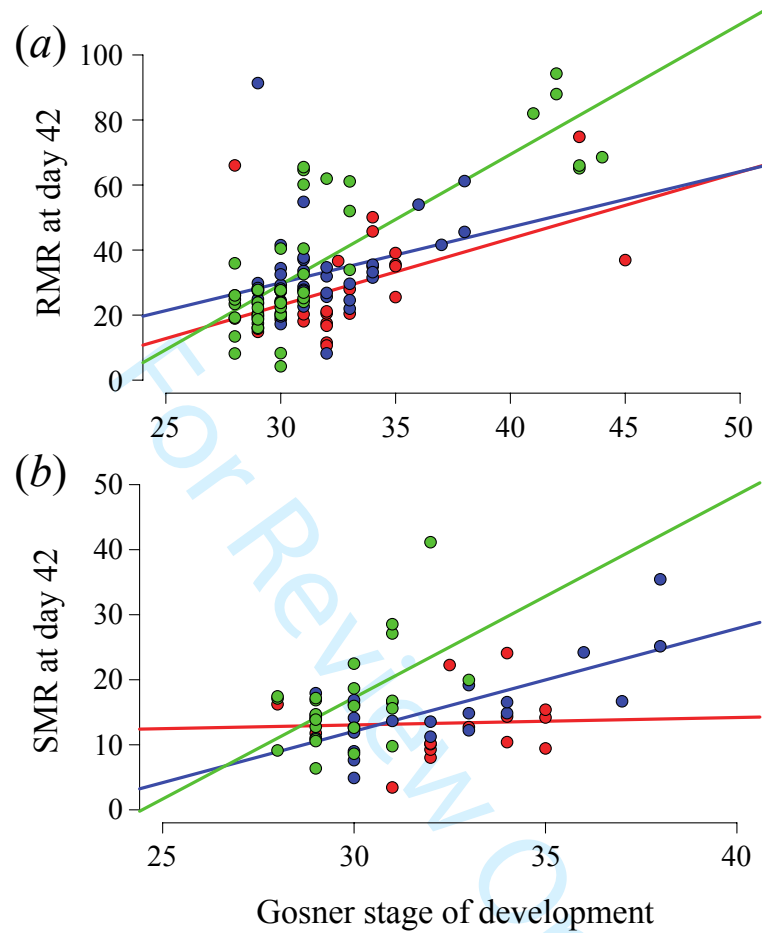 (a)
RMR at day 42
100
80
60
40
20
0
25 30 35 40 45 50
(b)
SMR at day 42
50
40
30
20
10
0
25 30 35 40
Gosner stage of development
For Review O